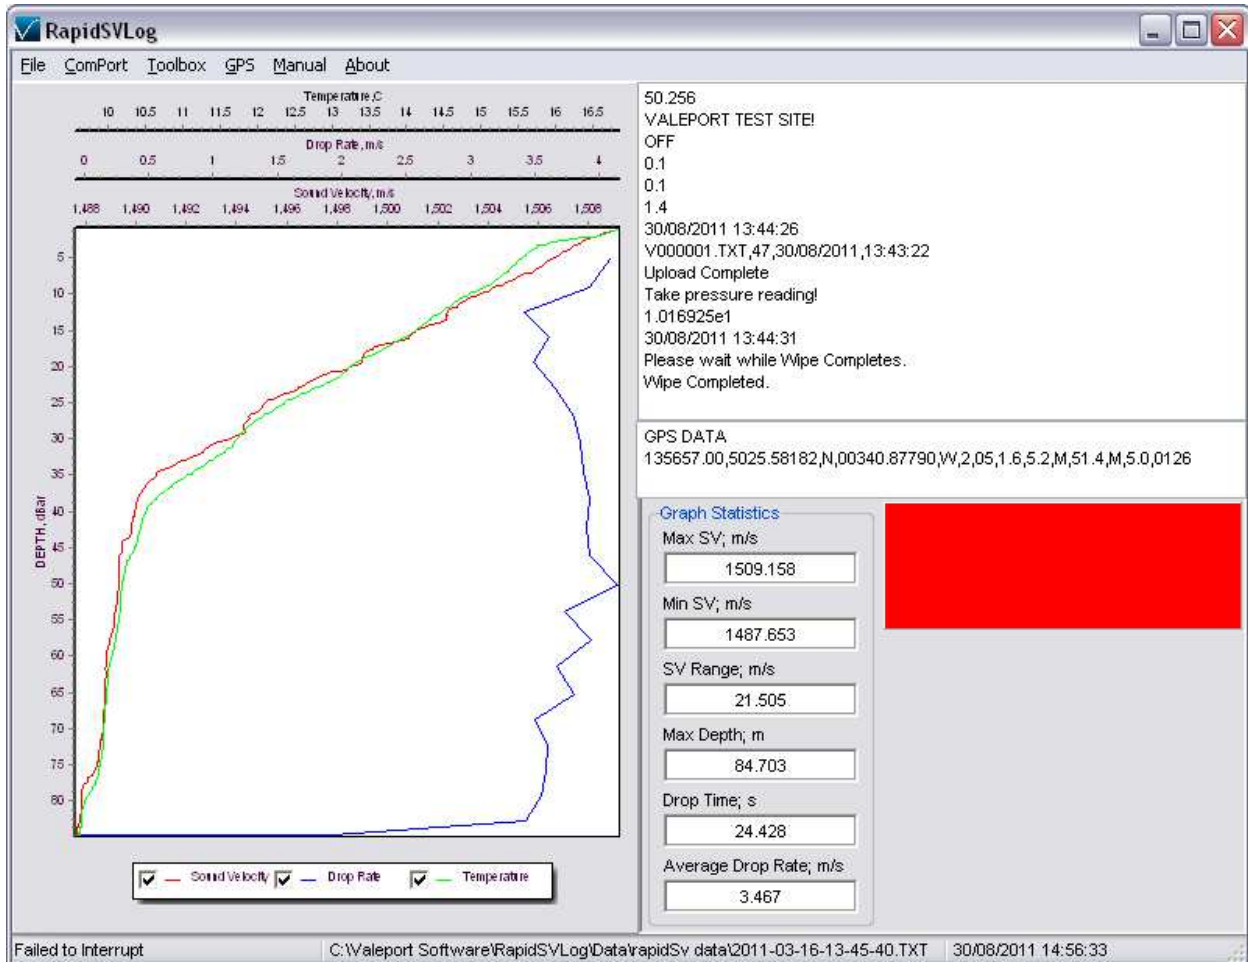 RapidSVLog
File ComPort Toolbox GPS Manual About
Temperature,C
10 10.5 11 11.5 12 12.5 13 13.5 14 14.5 15 15.5 16 16.5
Drop Rate, m/s
0 0.5 1 1.5 2 2.5 3 3.5 4
Sound Velocity, m/s
1,488 1,490 1,492 1,494 1,496 1,498 1,500 1,502 1,504 1,506 1,508
5
10
15
20
25
30
35
40
45
50
55
60
65
70
75
80
DEPTH, dBar
Sound Velocity Drop Rate Temperature
50.256
VALEPORT TEST SITE!
OFF
0.1
0.1
1.4
30/08/2011 13:44:26
V000001.TXT,47,30/08/2011,13:43:22
Upload Complete
Take pressure reading!
1.016925e1
30/08/2011 13:44:31
Please wait while Wipe Completes.
Wipe Completed.
GPS DATA
135657.00,5025.58182,N,00340.87790,W,2,05,1.6,5.2,M,51.4,M,5.0,0126
Graph Statistics
Max SV; m/s
1509.158
Min SV; m/s
1487.653
SV Range; m/s
21.505
Max Depth; m
84.703
Drop Time; s
24.428
Average Drop Rate; m/s
3.467
Failed to Interrupt C:\Valeport Software\RapidSVLog\Data\rapidSv data\2011-03-16-13-45-40.TXT 30/08/2011 14:56:33